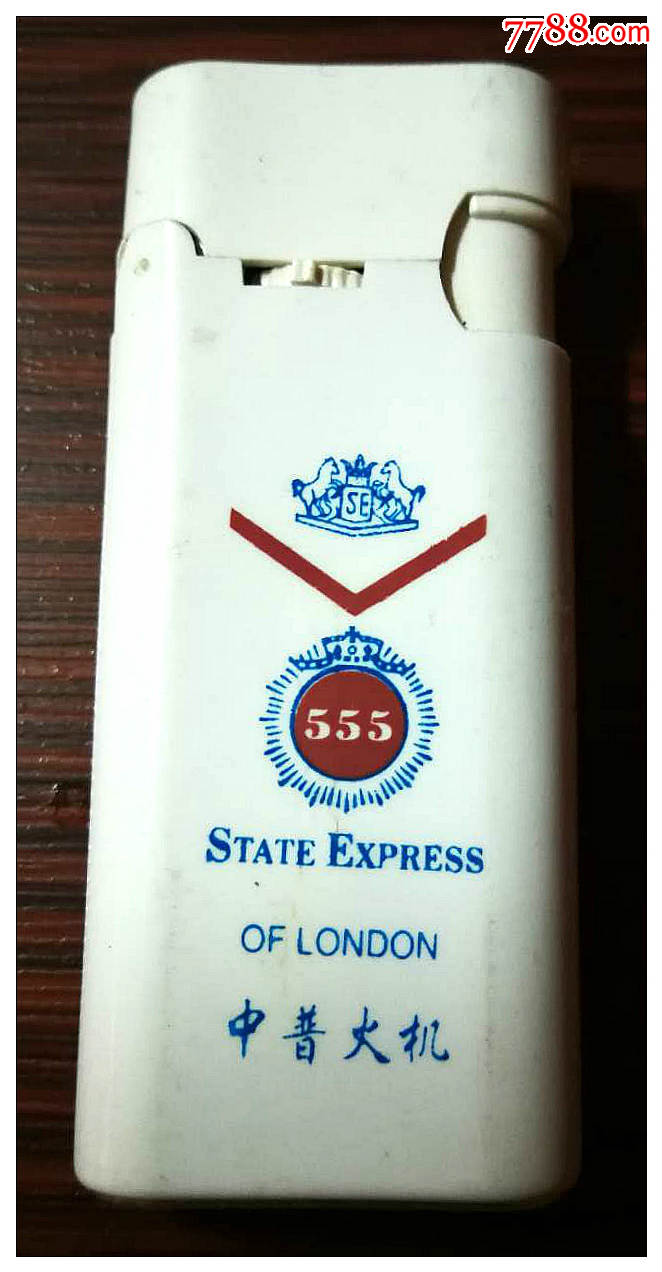 7788.com
SE
555
STATE EXPRESS
OF LONDON
中普火机